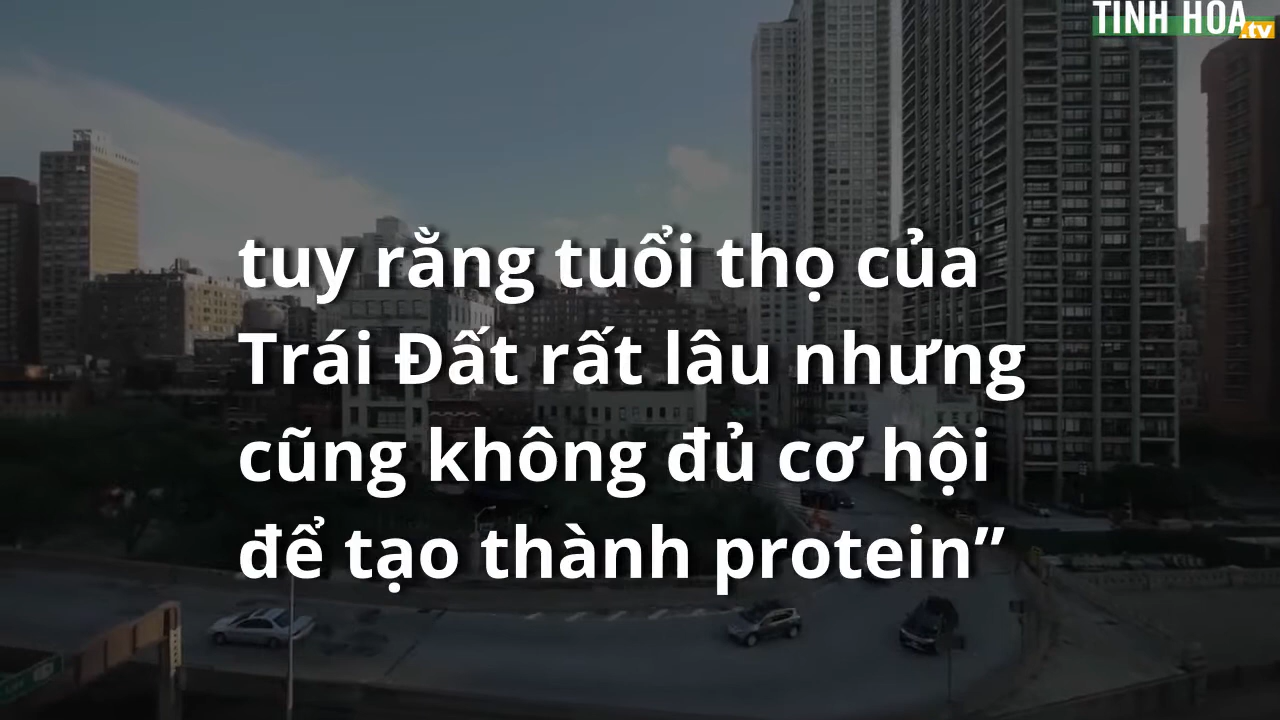 TINH HOA
.tv
tuy rằng tuổi thọ của
Trái Đất rất lâu nhưng
cũng không đủ cơ hội
để tạo thành protein”